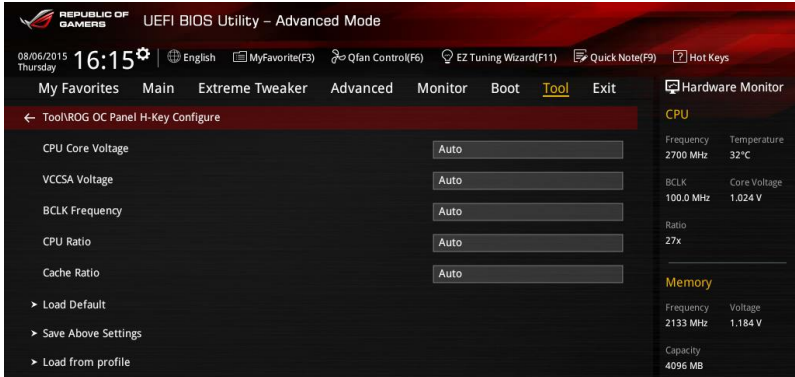 REPUBLIC OF
GAMERS
UEFI BIOS Utility – Advanced Mode
08/06/2015
Thursday
16:15
English
MyFavorite(F3)
Qfan Control(F6)
EZ Tuning Wizard(F11)
Quick Note(F9)
? Hot Keys
My Favorites Main Extreme Tweaker Advanced Monitor Boot Tool Exit
Hardware Monitor
← Tool\ROG OC Panel H-Key Configure
CPU Core Voltage Auto
VCCSA Voltage Auto
BCLK Frequency Auto
CPU Ratio Auto
Cache Ratio Auto
➤ Load Default
➤ Save Above Settings
➤ Load from profile
CPU
Frequency Temperature
2700 MHz 32°C
BCLK Core Voltage
100.0 MHz 1.024 V
Ratio
27x
Memory
Frequency Voltage
2133 MHz 1.184 V
Capacity
4096 MB